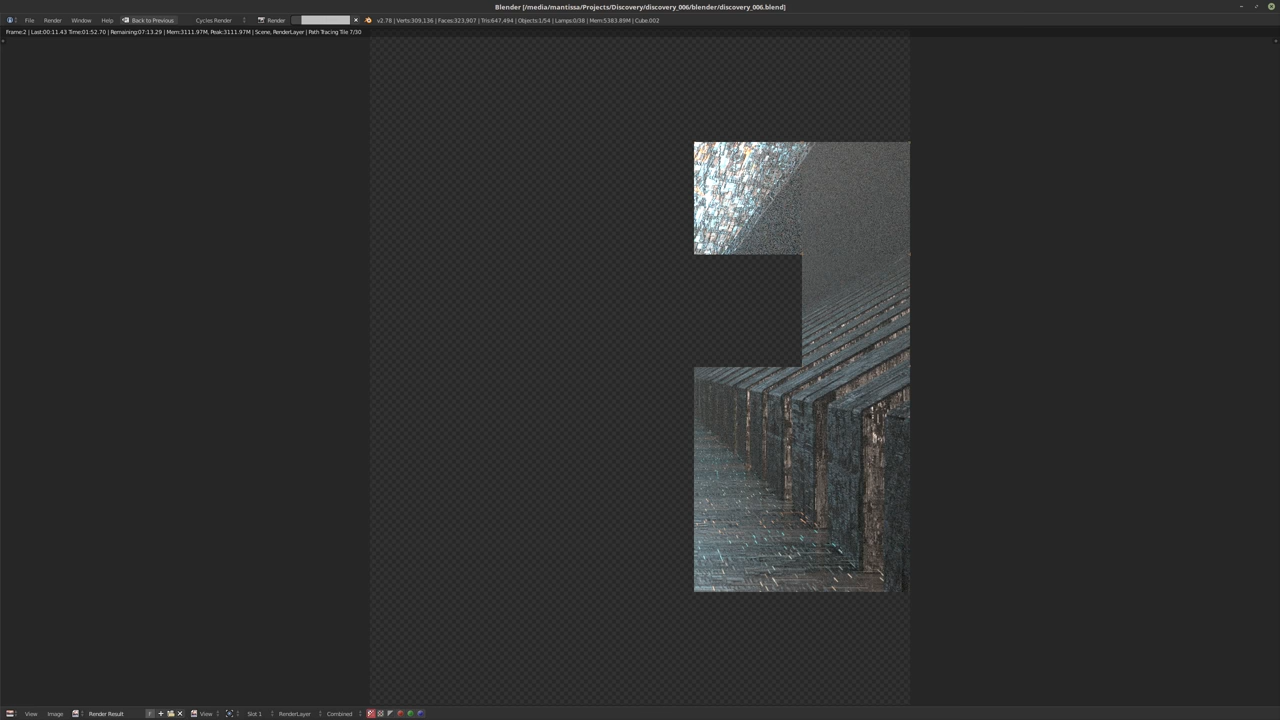 Blender [/media/mantissa/Projects/Discovery/discovery_006/blender/discovery_006.blend]
File Render Window Help Back to Previous Cycles Render Render v2.78 | Verts:309,136 | Faces:323,907 | Tris:647,494 | Objects:1/54 | Lamps:0/38 | Mem:5383.89M | Cube.002
Frame:2 | Last:00:11.43 Time:01:52.70 | Remaining:07:13.29 | Mem:3111.97M, Peak:3111.97M | Scene, RenderLayer | Path Tracing Tile 7/30
View Image Render Result F View Slot 1 RenderLayer Combined